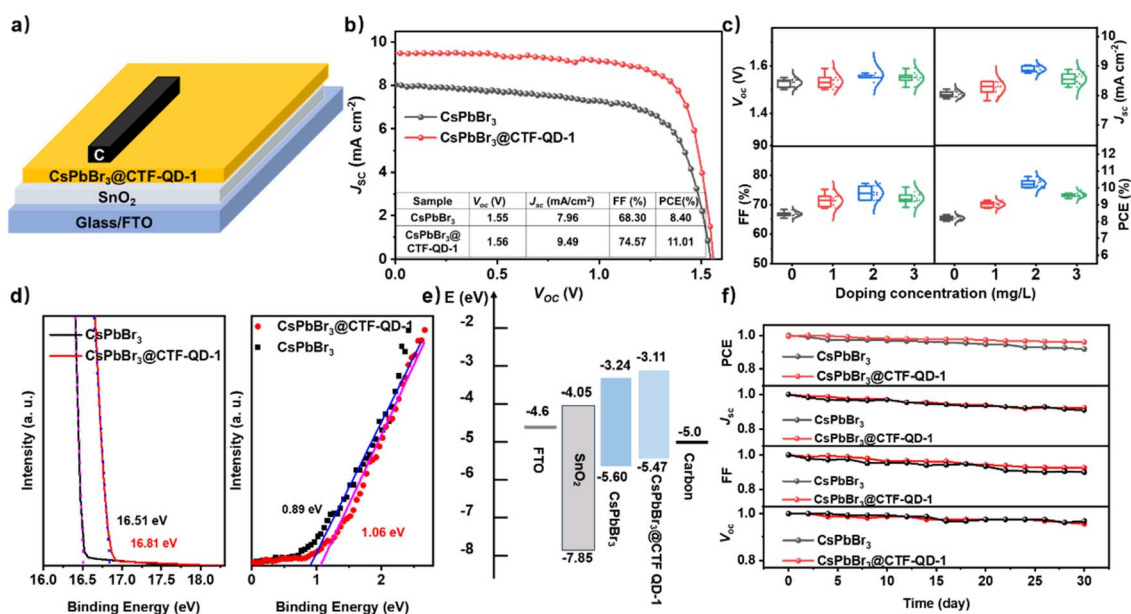 a)
C
CsPbBr3@CTF-QD-1
SnO2
Glass/FTO
b)
10
8
6
4
2
0
JSC (mA cm-2)
CsPbBr3
CsPbBr3@CTF-QD-1
Sample Voc (V) Jsc (mA/cm2) FF (%) PCE(%)
CsPbBr3 1.55 7.96 68.30 8.40
CsPbBr3@
CTF-QD-1 1.56 9.49 74.57 11.01
0.0 0.5 1.0 1.5
VOC (V)
c)
Voc (V)
1.6
1.4
90
80
70
60
50
FF (%)
10
9
8
7
Jsc (mA cm-2)
12
11
10
9
8
6
PCE (%)
0 1 2 3 0 1 2 3
Doping concentration (mg/L)
d)
Intensity (a. u.)
CsPbBr3
CsPbBr3@CTF-QD-1
16.51 eV
16.81 eV
16.0 16.5 17.0 17.5 18.0
Binding Energy (eV)
Intensity (a. u.)
CsPbBr3@CTF-QD-1
CsPbBr3
0.89 eV
1.06 eV
0 1 2
Binding Energy (eV)
e)
E (eV)
-2
-3
-4
-5
-6
-7
-8
-4.6
FTO
-4.05
SnO2
-7.85
-3.24
-5.60
CsPbBr3
-3.11
-5.47
CsPbBr3@CTF QD-1
-5.0
Carbon
f)
PCE
1.0
0.8
CsPbBr3
CsPbBr3@CTF-QD-1
Jsc
1.0
0.8
CsPbBr3
CsPbBr3@CTF-QD-1
FF
1.0
0.8
CsPbBr3
CsPbBr3@CTF-QD-1
Voc
1.0
0.8
CsPbBr3
CsPbBr3@CTF-QD-1
0 5 10 15 20 25 30
Time (day)